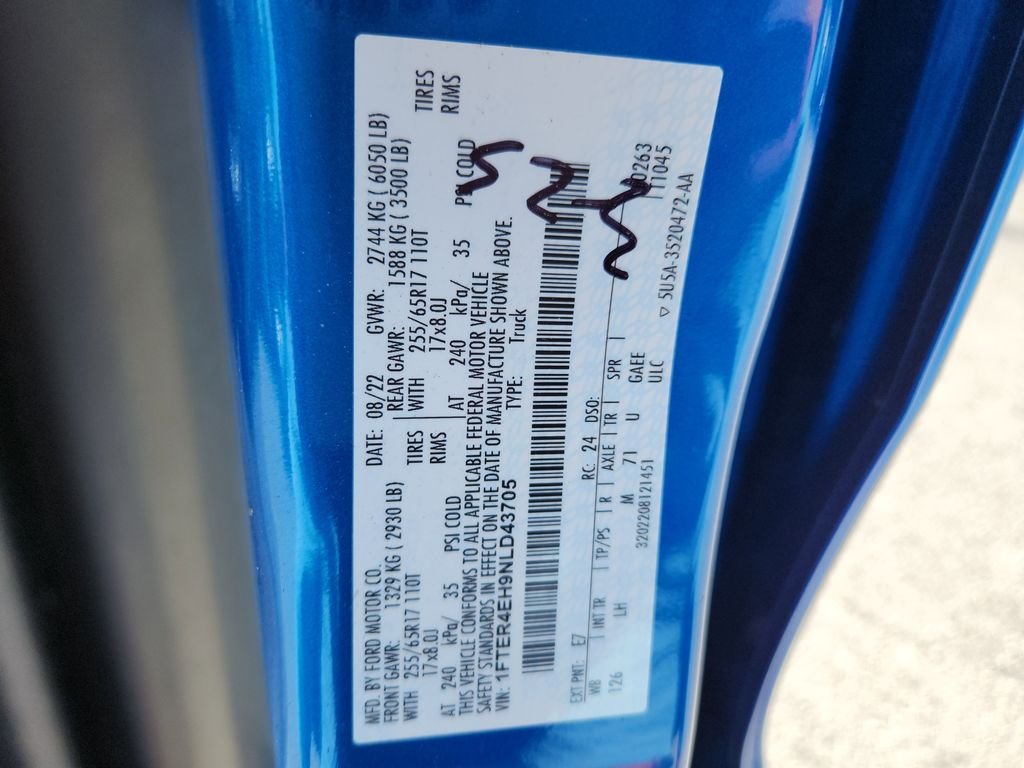 MFD. BY FORD MOTOR CO. DATE: 08/22 GVWR: 2744 KG ( 6050 LB)
FRONT GAWR: 1329 KG ( 2930 LB) REAR GAWR: 1588 KG ( 3500 LB)
WITH 255/65R17 110T TIRES WITH 255/65R17 110T TIRES
17x8.0J RIMS 17x8.0J RIMS
AT 240 kPa/ 35 PSI COLD AT 240 kPa/ 35 PSI COLD
THIS VEHICLE CONFORMS TO ALL APPLICABLE FEDERAL MOTOR VEHICLE
SAFETY STANDARDS IN EFFECT ON THE DATE OF MANUFACTURE SHOWN ABOVE.
VIN: 1FTER4EH9NLD43705 TYPE: Truck
EXT PNT: E7 RC: 24 DSO:
WB | INT TR | TP/PS | R | AXLE | TR | SPR |
126 LH M 71 U GAEE 111045
ULC
3202208121451
▽ 5U5A-3520472-AA